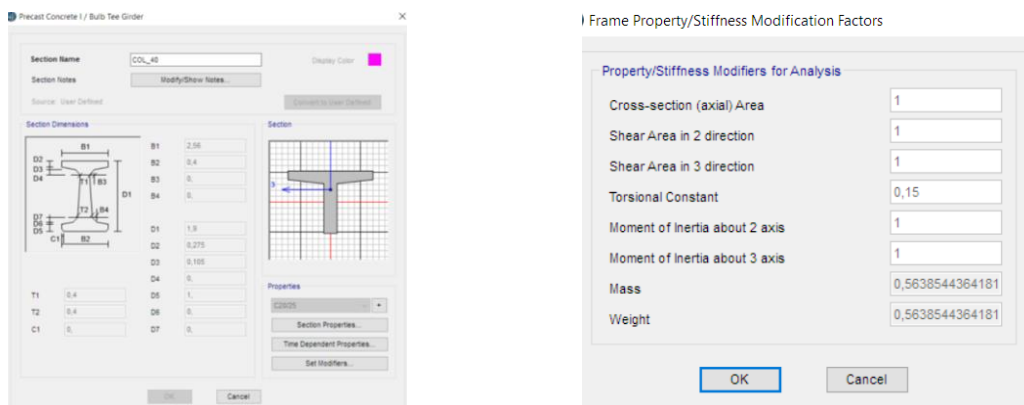 Precast Concrete I / Bulb Tee Girder
Section Name
COL_40
Display Color
Section Notes
Modify/Show Notes...
Source: User Defined
Convert to User Defined
Section Dimensions
B1
D2
D3
D4
T1
B3
D1
T2
B4
D7
D6
D5
C1
B2
B1 2,56
B2 0,4
B3 0,
B4 0,
D1 1,9
D2 0,275
D3 0,105
D4 0,
D5 1,
D6 0,
D7 0,
T1 0,4
T2 0,4
C1 0,
Section
3
Properties
C20/25
+
Section Properties...
Time Dependent Properties...
Set Modifiers...
OK
Cancel
Frame Property/Stiffness Modification Factors
Property/Stiffness Modifiers for Analysis
Cross-section (axial) Area 1
Shear Area in 2 direction 1
Shear Area in 3 direction 1
Torsional Constant 0,15
Moment of Inertia about 2 axis 1
Moment of Inertia about 3 axis 1
Mass 0,5638544364181
Weight 0,5638544364181
OK
Cancel